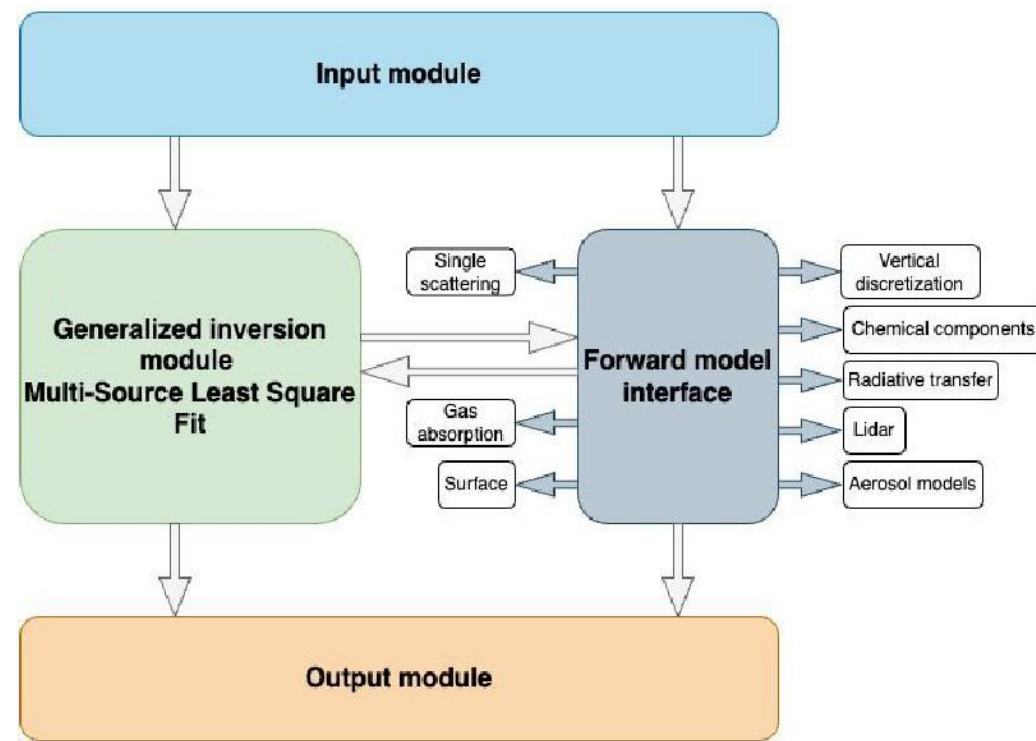 Input module
Generalized inversion
module
Multi-Source Least Square
Fit
Single
scattering
Gas
absorption
Surface
Forward model
interface
Vertical
discretization
Chemical components
Radiative transfer
Lidar
Aerosol models
Output module